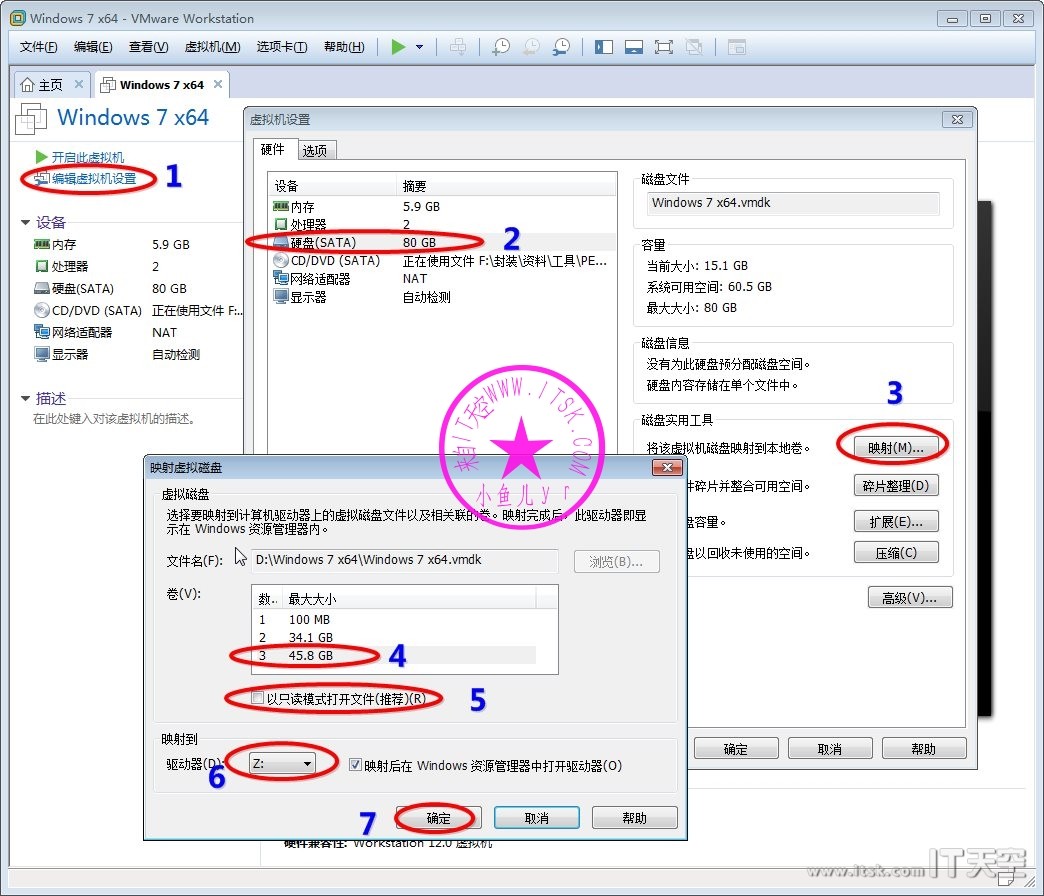 Windows 7 x64 - VMware Workstation
文件(F) 编辑(E) 查看(V) 虚拟机(M) 选项卡(T) 帮助(H)
主页 Windows 7 x64
Windows 7 x64
开启此虚拟机
编辑虚拟机设置 1
设备
内存 5.9 GB
处理器 2
硬盘(SATA) 80 GB
CD/DVD (SATA) 正在使用文件 F:...
网络适配器 NAT
显示器 自动检测
描述
在此处键入对该虚拟机的描述。
虚拟机设置
硬件 选项
设备 摘要
内存 5.9 GB
处理器 2
硬盘(SATA) 80 GB 2
CD/DVD (SATA) 正在使用文件 F:\封装\资料\工具\PE...
网络适配器 NAT
显示器 自动检测
磁盘文件
Windows 7 x64.vmdk
容量
当前大小: 15.1 GB
系统可用空间: 60.5 GB
最大大小: 80 GB
磁盘信息
没有为此硬盘预分配磁盘空间。
硬盘内容存储在单个文件中。
3
磁盘实用工具
将该虚拟机磁盘映射到本地卷。 映射(M)...
件碎片并整合可用空间。 碎片整理(D)
盘容量。 扩展(E)...
盘以回收未使用的空间。 压缩(C)
高级(V)...
确定 取消 帮助
来自IT天空WWW.ITSK.COM
小鱼儿yr
映射虚拟磁盘
虚拟磁盘
选择要映射到计算机驱动器上的虚拟磁盘文件以及相关联的卷。映射完成后，此驱动器即显
示在 Windows 资源管理器内。
文件名(F): D:\Windows 7 x64\Windows 7 x64.vmdk 浏览(B)...
卷(V):
数.. 最大大小
1 100 MB
2 34.1 GB
3 45.8 GB 4
以只读模式打开文件(推荐)(R) 5
映射到
驱动器(D): Z: 映射后在 Windows 资源管理器中打开驱动器(O)
6
7 确定 取消 帮助
硬件兼容性: Workstation 12.0 虚拟机
www.itsk.com IT天空